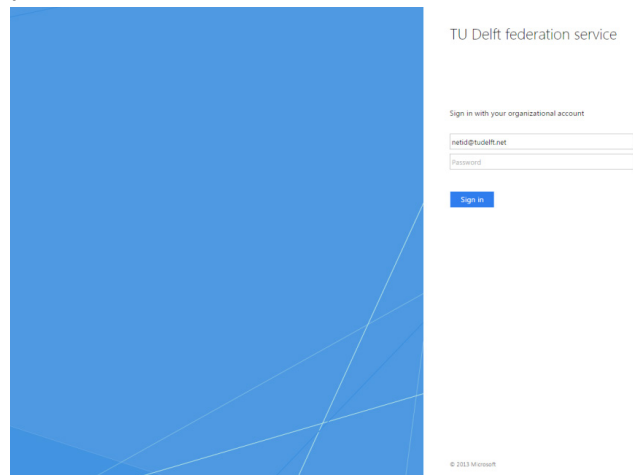 TU Delft federation service
Sign in with your organizational account
netid@tudelft.net
Password
Sign in
© 2013 Microsoft